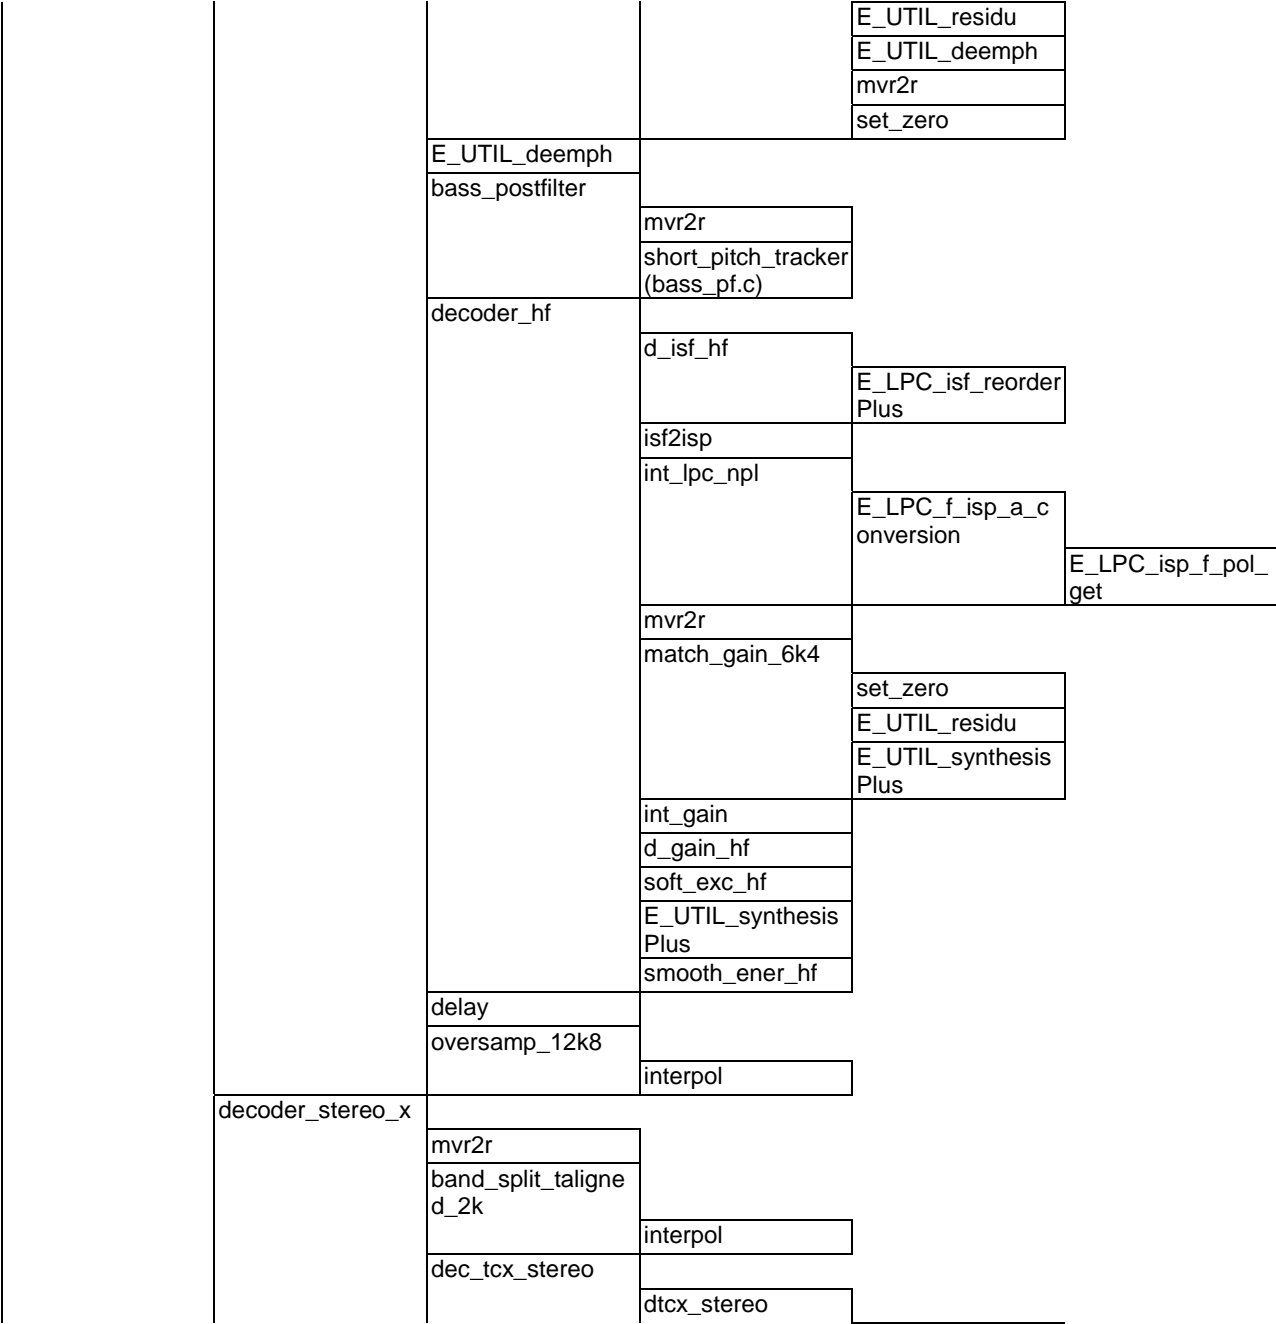 E_UTIL_residu
E_UTIL_deemph
mvr2r
set_zero
E_UTIL_deemph
bass_postfilter
mvr2r
short_pitch_tracker
(bass_pf.c)
decoder_hf
d_isf_hf
E_LPC_isf_reorder
Plus
isf2isp
int_lpc_npl
E_LPC_f_isp_a_c
onversion
E_LPC_isp_f_pol_
get
mvr2r
match_gain_6k4
set_zero
E_UTIL_residu
E_UTIL_synthesis
Plus
int_gain
d_gain_hf
soft_exc_hf
E_UTIL_synthesis
Plus
smooth_ener_hf
delay
oversamp_12k8
interpol
decoder_stereo_x
mvr2r
band_split_taligne
d_2k
interpol
dec_tcx_stereo
dtcx_stereo